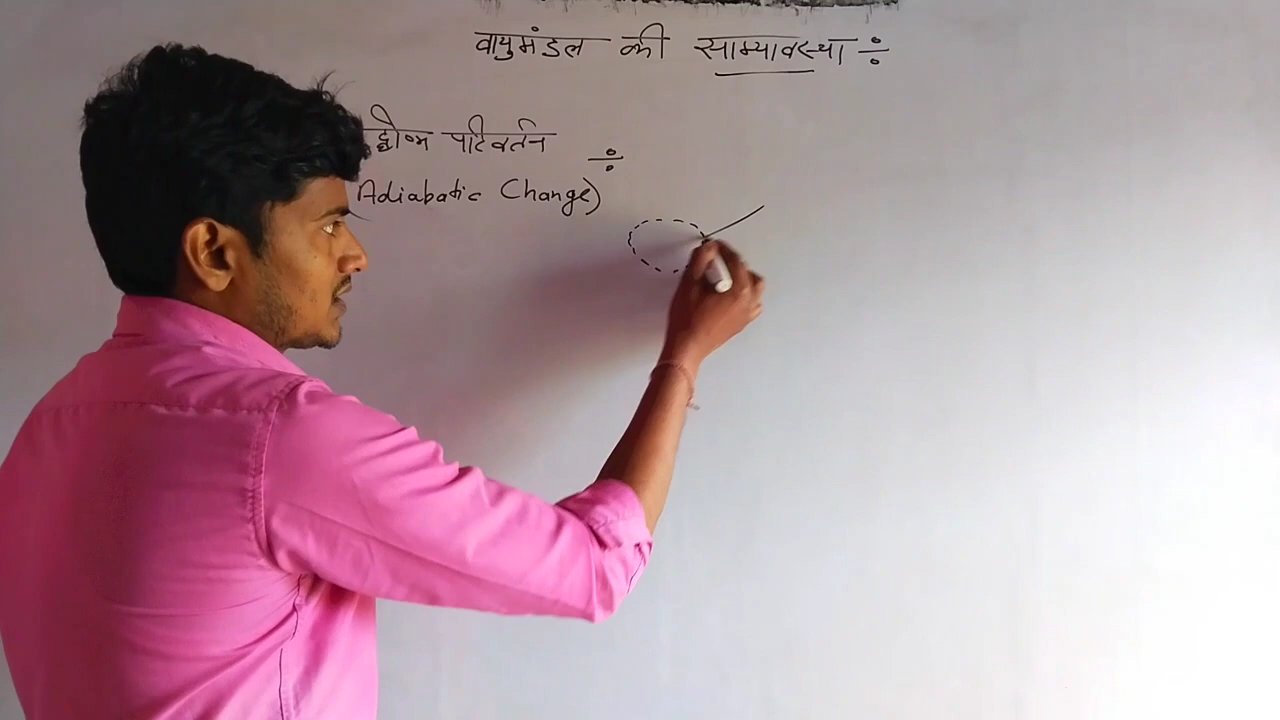 वायुमंडल की साम्यावस्था ÷
परिवर्तन ÷
Adiabatic Change)